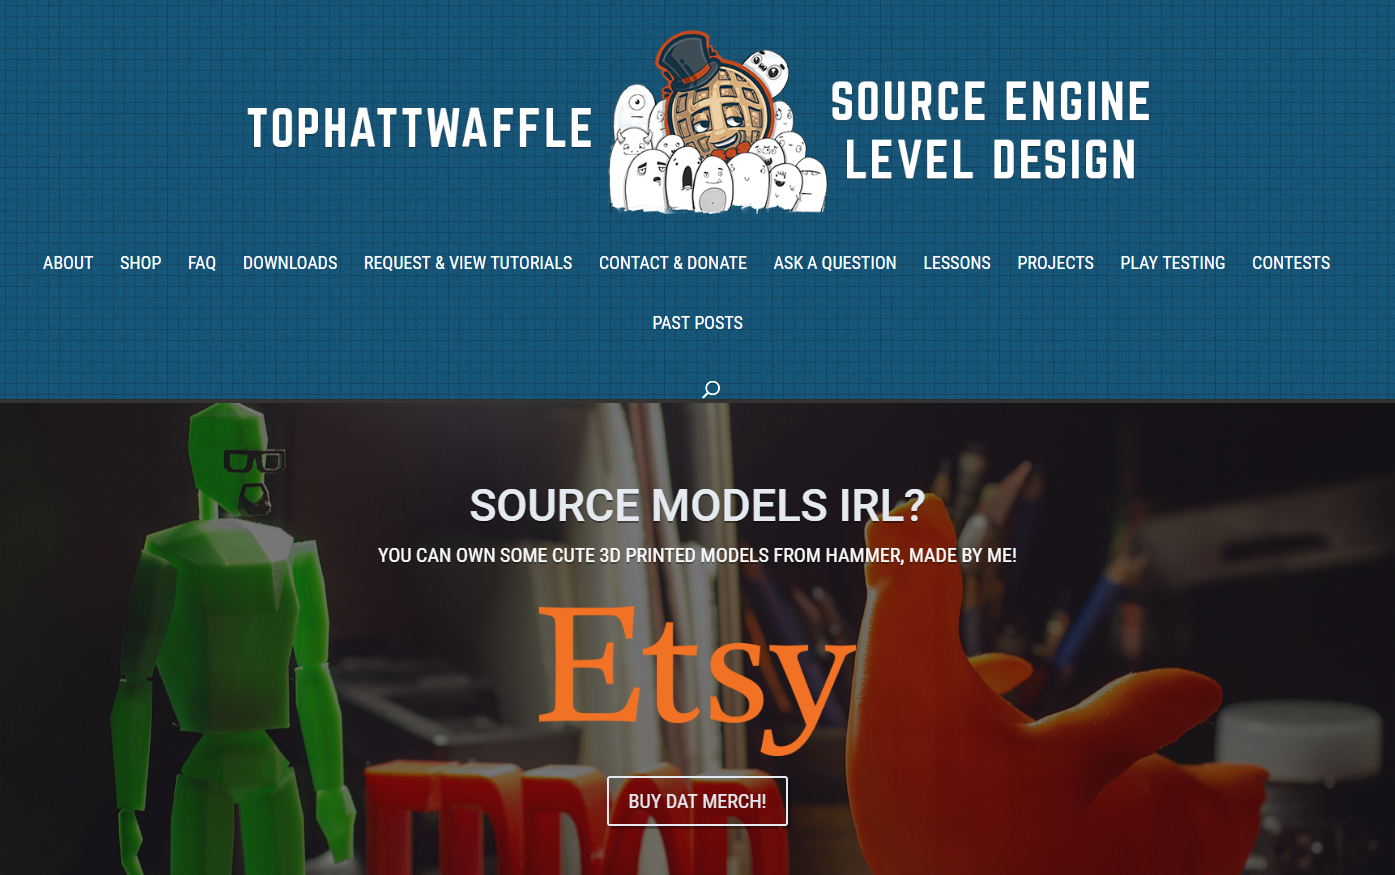 TOPHATTWAFFLE
SOURCE ENGINE
LEVEL DESIGN
ABOUT SHOP FAQ DOWNLOADS REQUEST & VIEW TUTORIALS CONTACT & DONATE ASK A QUESTION LESSONS PROJECTS PLAY TESTING CONTESTS
PAST POSTS
SOURCE MODELS IRL?
YOU CAN OWN SOME CUTE 3D PRINTED MODELS FROM HAMMER, MADE BY ME!
Etsy
BUY DAT MERCH!